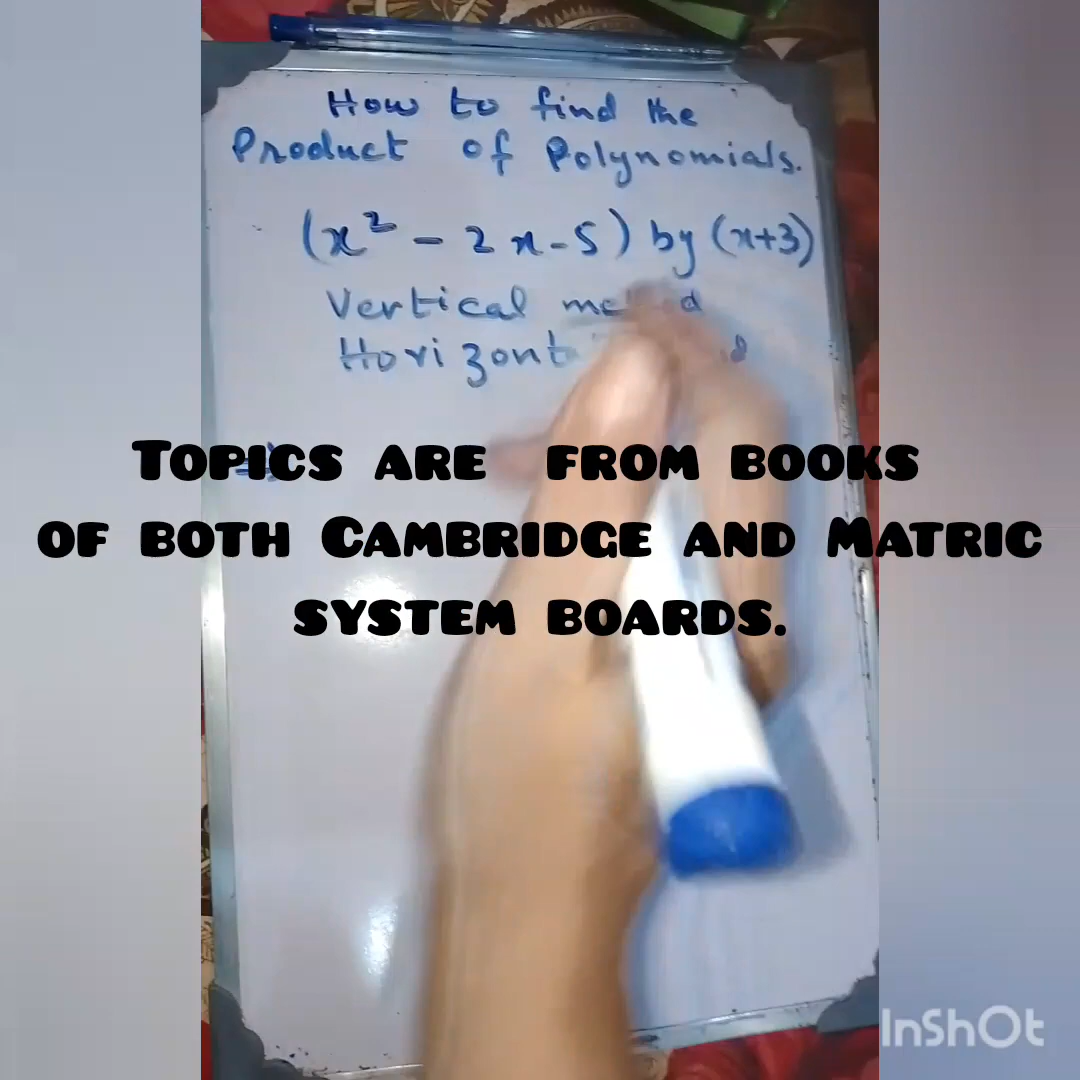 How to find the
Product of Polynomials.
(x² - 2x-5) by (x+3)
Vertical
Topics are from books
of both Cambridge and Matric
system boards.
InShOt